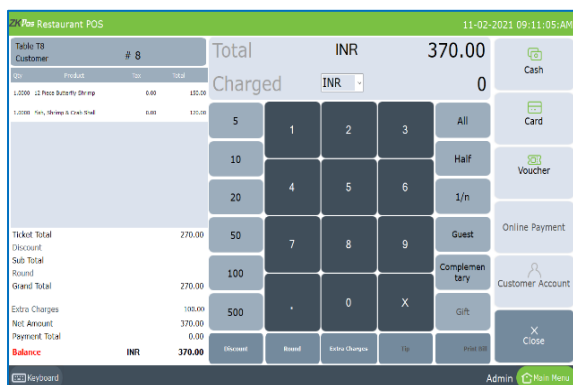 ZKPos Restaurant POS 11-02-2021 09:11:05:AM
Table T8
Customer # 8
Qty Product Tax Total
1.0000 12 Piece Butterfly Shrimp 0.00 150.00
1.0000 Fish, Shrimp & Crab Shell 0.00 120.00
Ticket Total 270.00
Discount
Sub Total
Round
Grand Total 270.00
Extra Charges 100.00
Net Amount 370.00
Payment Total 0.00
Balance INR 370.00
Total INR 370.00
Charged INR 0
5 1 2 3 All
10 Half
20 4 5 6 1/n
50 7 8 9 Guest
100 Complemen
tary
500 . 0 X Gift
Discount Round Extra Charges Tip Print Bill
Cash
Card
Voucher
Online Payment
Customer Account
X
Close
Keyboard Admin Main Menu